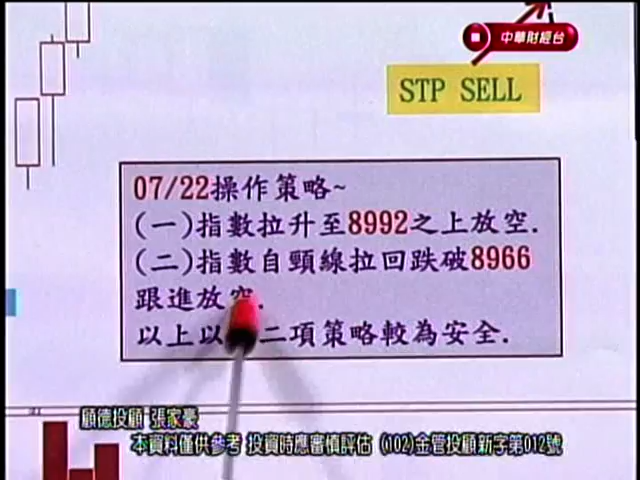 中華財經台
STP SELL
07/22操作策略~
(一)指數拉升至8992之上放空.
(二)指數自頸線拉回跌破8966
跟進放空.
以上以 二項策略較為安全.
顧德投顧 張家豪
本資料僅供參考 投資時應審慎評估 (102)金管投顧新字第012號